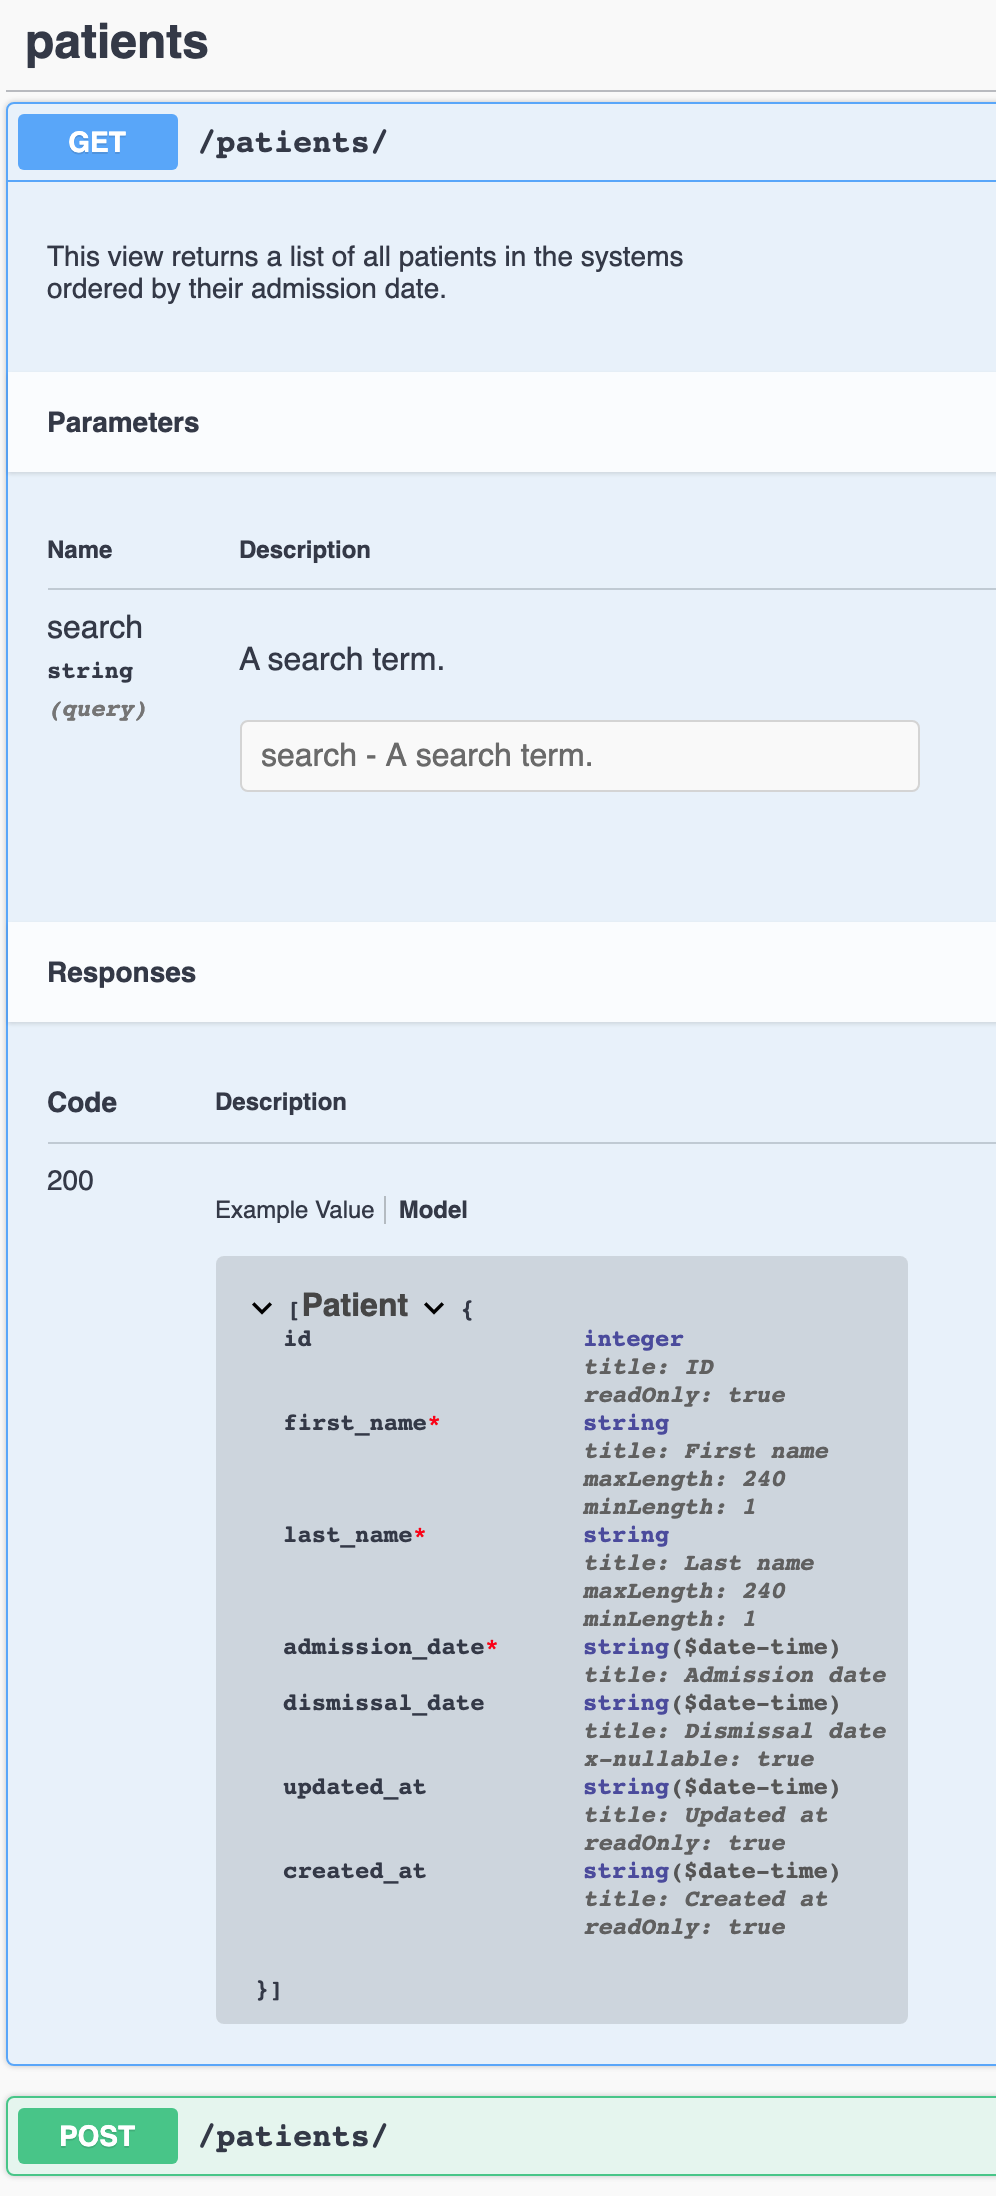 patients
GET /patients/
This view returns a list of all patients in the systems
ordered by their admission date.
Parameters
Name Description
search
string
(query)
A search term.
search - A search term.
Responses
Code Description
200
Example Value Model
[Patient {
id integer
title: ID
readOnly: true
first_name* string
title: First name
maxLength: 240
minLength: 1
last_name* string
title: Last name
maxLength: 240
minLength: 1
admission_date* string($date-time)
title: Admission date
dismissal_date string($date-time)
title: Dismissal date
x-nullable: true
updated_at string($date-time)
title: Updated at
readOnly: true
created_at string($date-time)
title: Created at
readOnly: true
}]
POST /patients/